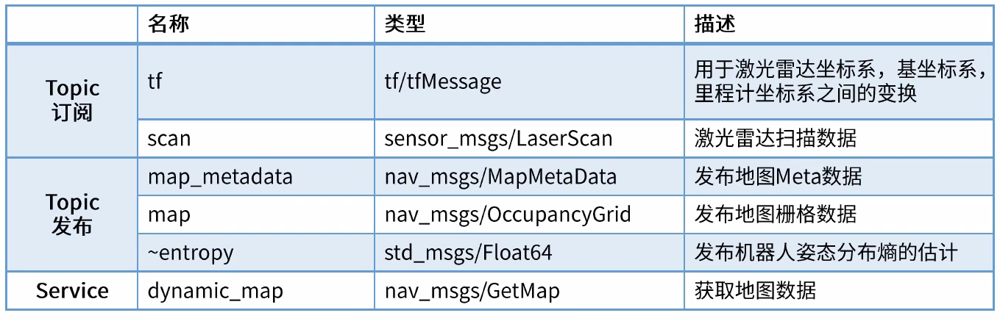 名称 类型 描述
Topic
订阅
tf tf/tfMessage 用于激光雷达坐标系，基坐标系，
里程计坐标系之间的变换
scan sensor_msgs/LaserScan 激光雷达扫描数据
Topic
发布
map_metadata nav_msgs/MapMetaData 发布地图Meta数据
map nav_msgs/OccupancyGrid 发布地图栅格数据
~entropy std_msgs/Float64 发布机器人姿态分布熵的估计
Service dynamic_map nav_msgs/GetMap 获取地图数据